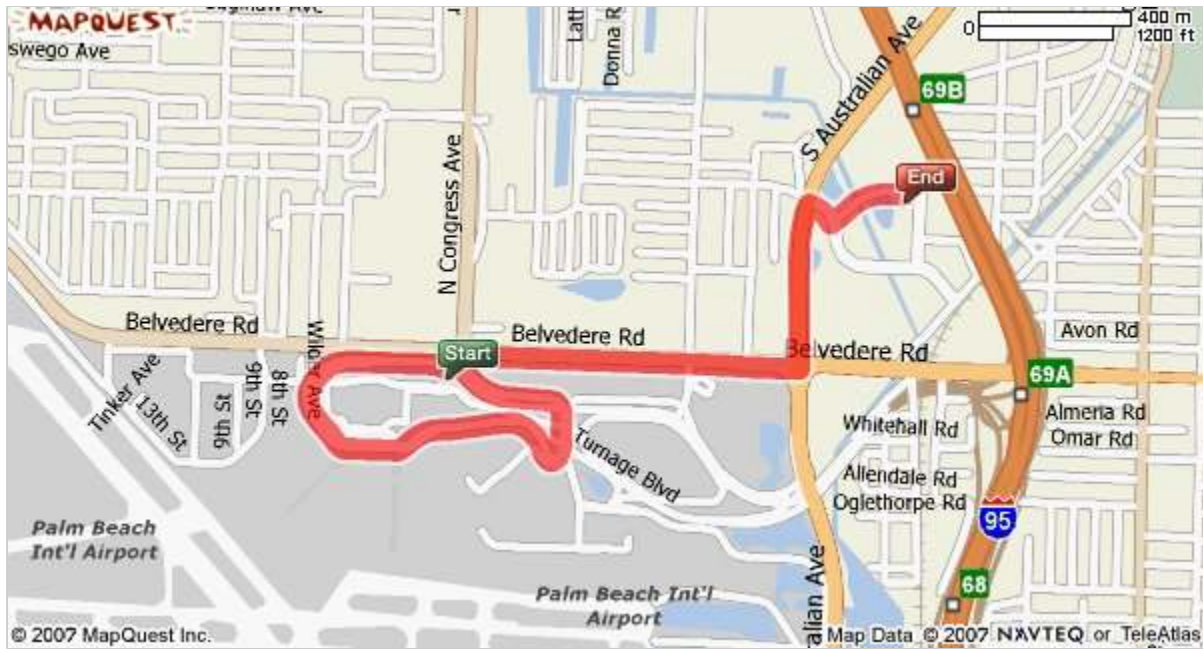 MAPQUEST
400 m
0
1200 ft
swego Ave
Donna R
N Congress Ave
S Australian Ave
69B
End
Belvedere Rd
Start
Belvedere Rd
Belvedere Rd
Avon Rd
69A
Tinker Ave
13th St
9th St
9th St
8th St
Almeria Rd
Omar Rd
Whitehall Rd
Turnage Blvd
Allendale Rd
Oglethorpe Rd
95
Palm Beach
Int'l Airport
Palm Beach Int'l
Airport
alian Ave
68
© 2007 MapQuest Inc.
Map Data © 2007 NAVTEQ or TeleAtlas